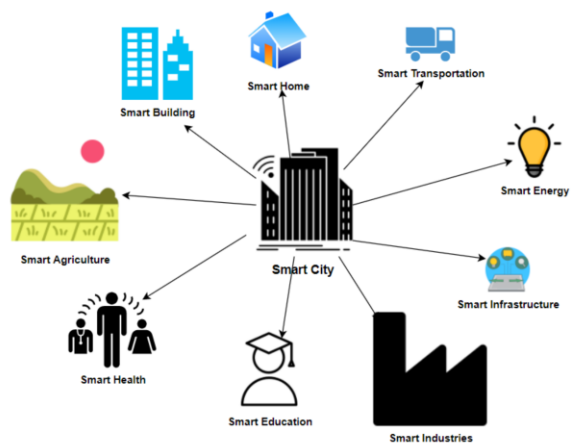 Smart Home
Smart Transportation
Smart Building
Smart Energy
Smart Agriculture
Smart City
Smart Infrastructure
Smart Health
Smart Education
Smart Industries